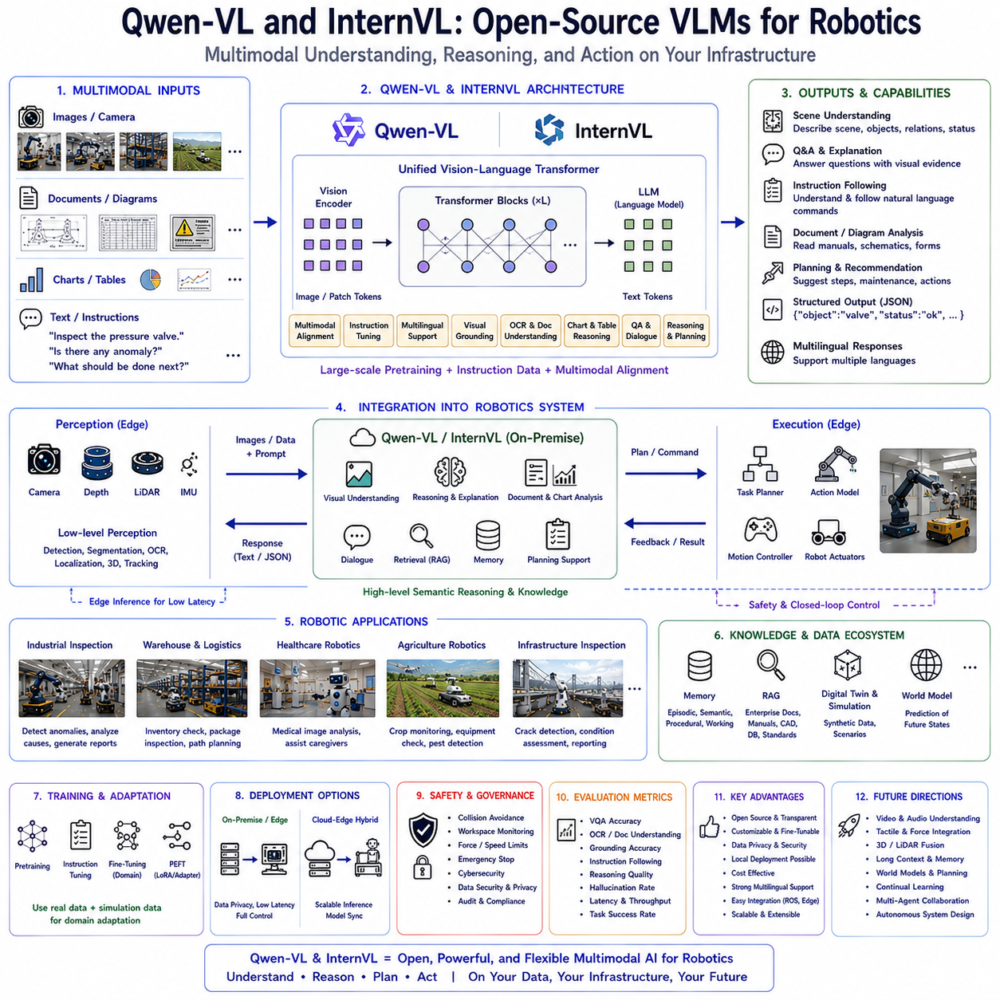 Qwen-VL and InternVL: Open-Source VLMs for Robotics
Multimodal Understanding, Reasoning, and Action on Your Infrastructure
1. MULTIMODAL INPUTS
Images / Camera
Documents / Diagrams
Charts / Tables
Text / Instructions
"Inspect the pressure valve."
"Is there any anomaly?"
"What should be done next?"
2. QWEN-VL & INTERNVL ARCHITECTURE
Qwen-VL
InternVL
Unified Vision-Language Transformer
Vision
Encoder
Image / Patch Tokens
Transformer Blocks (×L)
LLM
(Language Model)
Text Tokens
Multimodal
Alignment
Instruction
Tuning
Multilingual
Support
Visual
Grounding
OCR & Doc
Understanding
Chart & Table
Reasoning
QA &
Dialogue
Reasoning
& Planning
Large-scale Pretraining + Instruction Data + Multimodal Alignment
3. OUTPUTS & CAPABILITIES
Scene Understanding
Describe scene, objects, relations, status
Q&A & Explanation
Answer questions with visual evidence
Instruction Following
Understand & follow natural language
commands
Document / Diagram Analysis
Read manuals, schematics, forms
Planning & Recommendation
Suggest steps, maintenance, actions
Structured Output (JSON)
{"object":"valve","status":"ok", ... }
Multilingual Responses
Support multiple languages
4. INTEGRATION INTO ROBOTICS SYSTEM
Perception (Edge)
Camera
Depth
LiDAR
IMU
Low-level Perception
Detection, Segmentation, OCR,
Localization, 3D, Tracking
Edge Inference for Low Latency
Images / Data
+ Prompt
Response
(Text / JSON)
Qwen-VL / InternVL (On-Premise)
Visual Understanding
Reasoning & Explanation
Document & Chart Analysis
Dialogue
Retrieval (RAG)
Memory
Planning Support
High-level Semantic Reasoning & Knowledge
Plan / Command
Feedback / Result
Execution (Edge)
Task Planner
Action Model
Motion Controller
Robot Actuators
Safety & Closed-loop Control
5. ROBOTIC APPLICATIONS
Industrial Inspection
Detect anomalies, analyze
causes, generate reports
Warehouse & Logistics
Inventory check, package
inspection, path planning
Healthcare Robotics
Medical image analysis,
assist caregivers
Agriculture Robotics
Crop monitoring, equipment
check, pest detection
Infrastructure Inspection
Crack detection, condition
assessment, reporting
6. KNOWLEDGE & DATA ECOSYSTEM
Memory
Episodic, Semantic,
Procedural, Working
RAG
Enterprise Docs,
Manuals, CAD,
DB, Standards
Digital Twin &
Simulation
Synthetic Data,
Scenarios
World Model
Prediction of
Future States
7. TRAINING & ADAPTATION
Pretraining
Instruction
Tuning
Fine-Tuning
(Domain)
PEFT
(LoRA/Adapter)
Use real data + simulation data
for domain adaptation
8. DEPLOYMENT OPTIONS
On-Premise / Edge
Data Privacy, Low Latency
Full Control
Cloud-Edge Hybrid
Scalable Inference
Model Sync
9. SAFETY & GOVERNANCE
• Collision Avoidance
• Workspace Monitoring
• Force / Speed Limits
• Emergency Stop
• Cybersecurity
• Data Security & Privacy
• Audit & Compliance
10. EVALUATION METRICS
• VQA Accuracy
• OCR / Doc Understanding
• Grounding Accuracy
• Instruction Following
• Reasoning Quality
• Hallucination Rate
• Latency & Throughput
• Task Success Rate
11. KEY ADVANTAGES
• Open Source & Transparent
• Customizable & Fine-Tunable
• Data Privacy & Security
• Local Deployment Possible
• Cost Effective
• Strong Multilingual Support
• Easy Integration (ROS, Edge)
• Scalable & Extensible
12. FUTURE DIRECTIONS
• Video & Audio Understanding
• Tactile & Force Integration
• 3D / LiDAR Fusion
• Long Context & Memory
• World Models & Planning
• Continual Learning
• Multi-Agent Collaboration
• Autonomous System Design
Qwen-VL & InternVL = Open, Powerful, and Flexible Multimodal AI for Robotics
Understand • Reason • Plan • Act | On Your Data, Your Infrastructure, Your Future